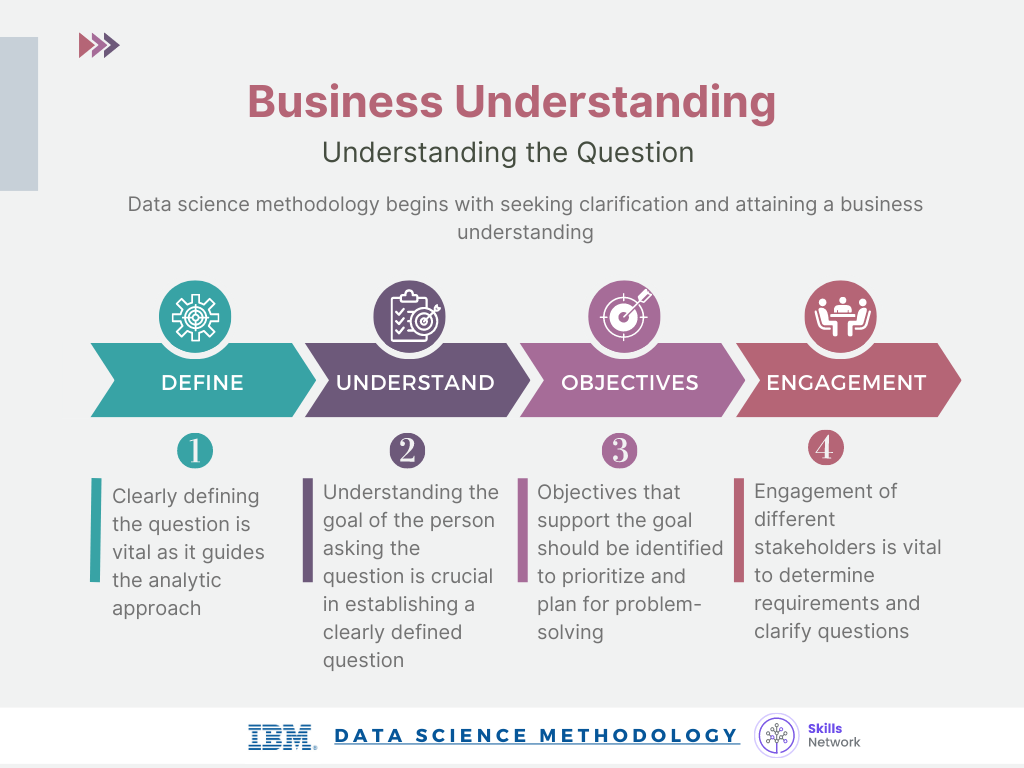 Business Understanding
Understanding the Question
Data science methodology begins with seeking clarification and attaining a business
understanding
DEFINE
UNDERSTAND
OBJECTIVES
ENGAGEMENT
1
Clearly defining
the question is
vital as it guides
the analytic
approach
2
Understanding the
goal of the person
asking the
question is crucial
in establishing a
clearly defined
question
3
Objectives that
support the goal
should be identified
to prioritize and
plan for problem-
solving
4
Engagement of
different
stakeholders is vital
to determine
requirements and
clarify questions
IBM®
DATA SCIENCE METHODOLOGY
Skills
Network